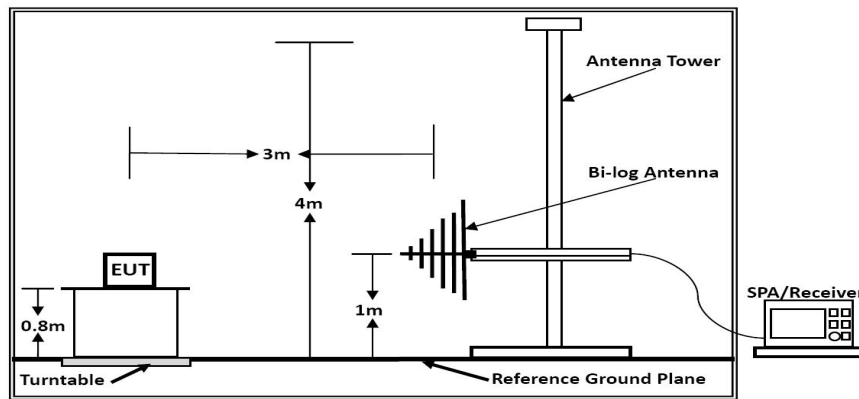 Antenna Tower
3m
Bi-log Antenna
4m
EUT
1m
0.8m
SPA/Receiver
Turntable
Reference Ground Plane